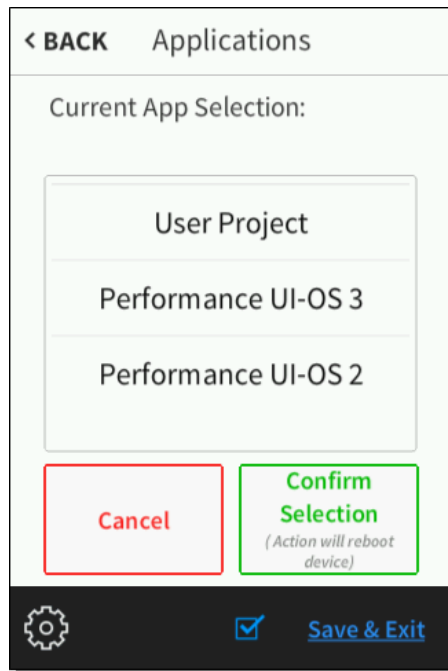 < BACK Applications
Current App Selection:
User Project
Performance UI-OS 3
Performance UI-OS 2
Cancel
Confirm
Selection
( Action will reboot
device)
Save & Exit